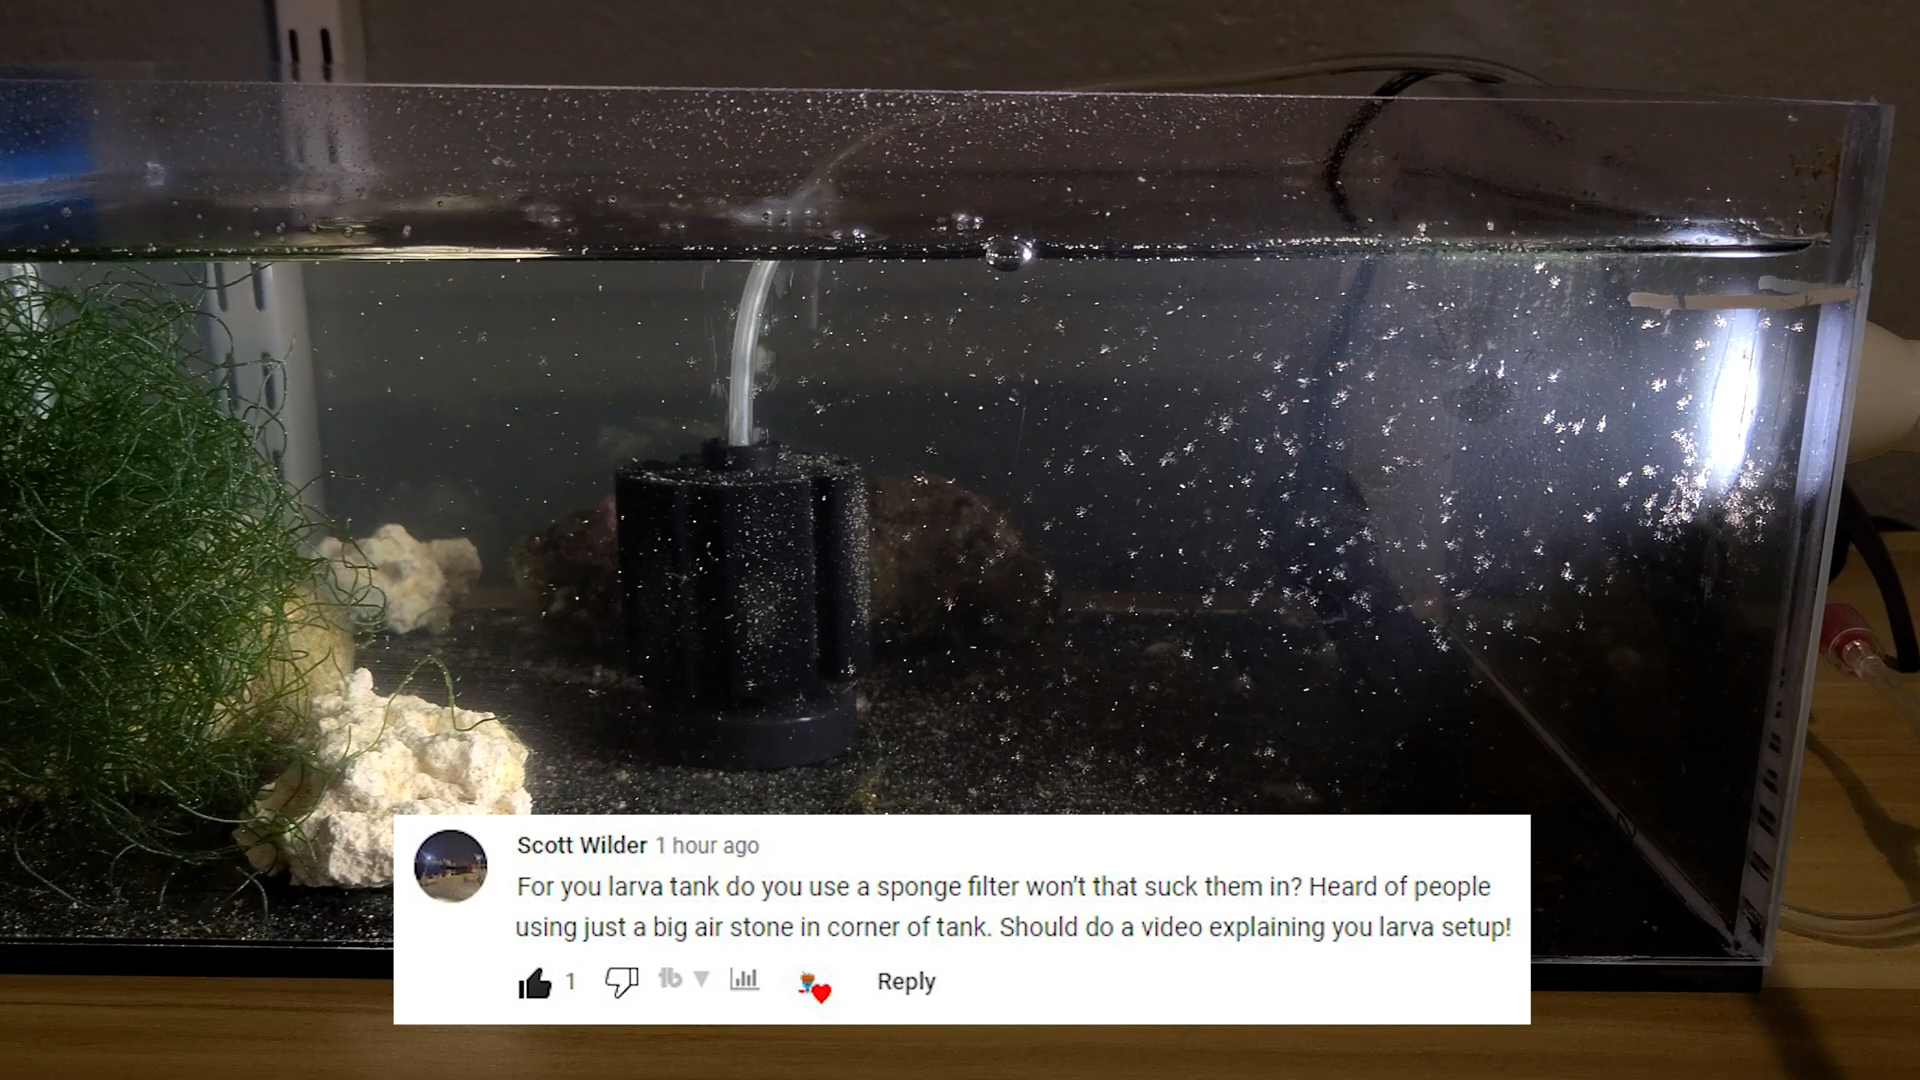 Scott Wilder 1 hour ago
For you larva tank do you use a sponge filter won't that suck them in? Heard of people
using just a big air stone in corner of tank. Should do a video explaining you larva setup!
1 Reply